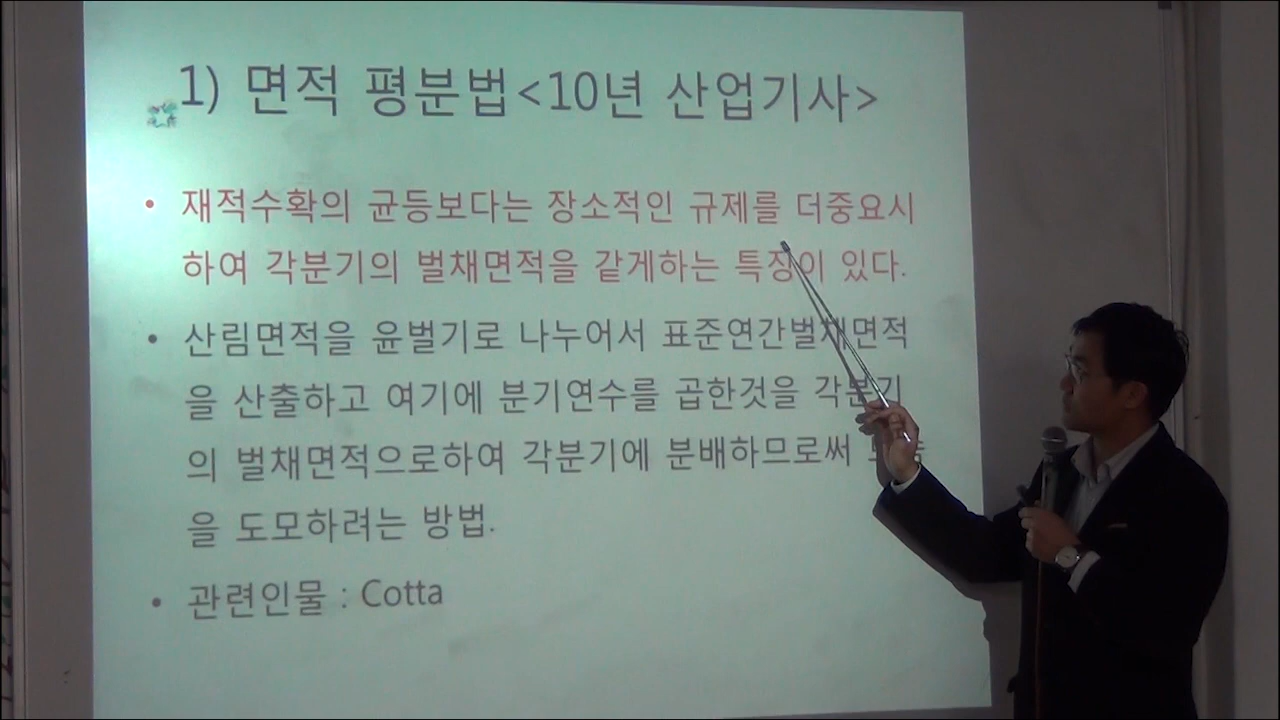 1) 면적 평분법<10년 산업기사>
• 재적수확의 균등보다는 장소적인 규제를 더중요시
하여 각분기의 벌채면적을 같게하는 특징이 있다.
• 산림면적을 윤벌기로 나누어서 표준연간벌채면적
을 산출하고 여기에 분기연수를 곱한것을 각분기
의 벌채면적으로하여 각분기에 분배하므로써
을 도모하려는 방법.
• 관련인물 : Cotta